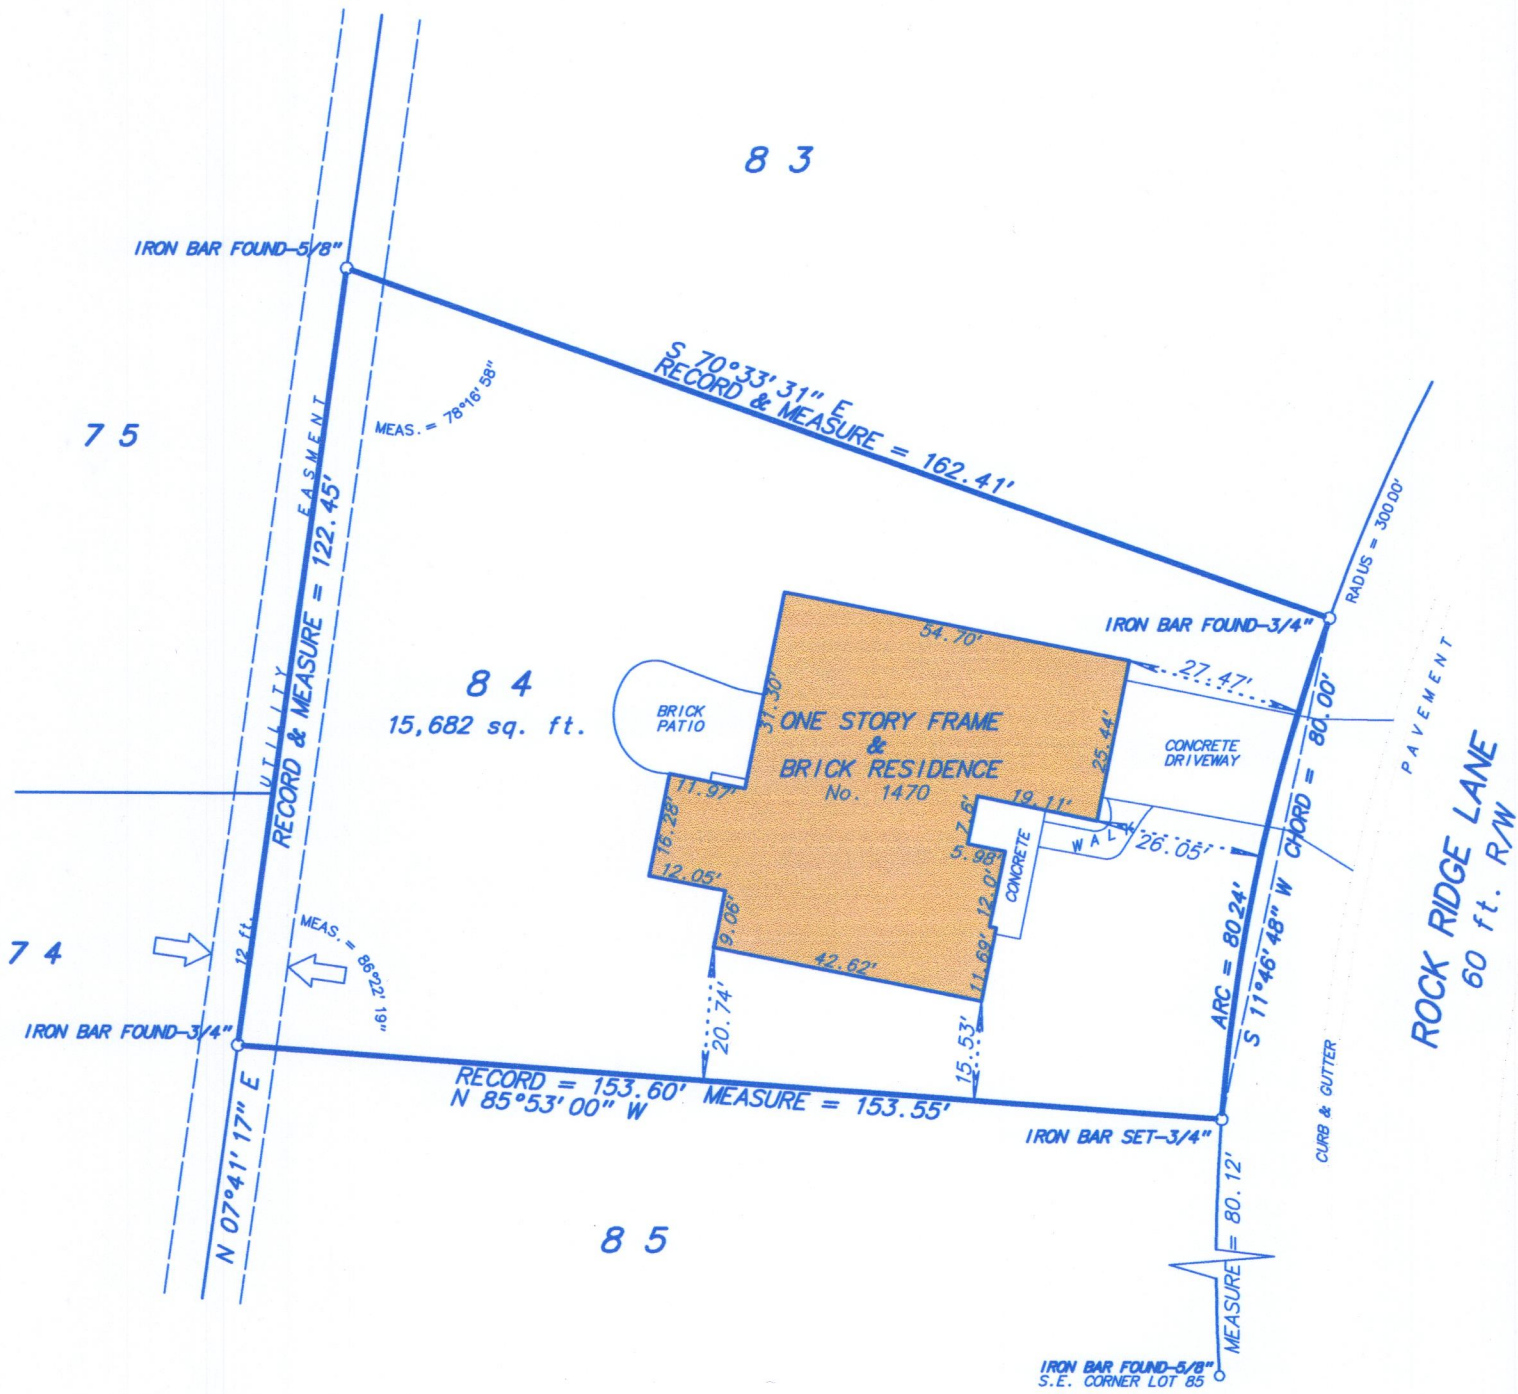 8 3
IRON BAR FOUND-5/8"
S 70°33'31" E
RECORD & MEASURE = 162.41'
MEAS. = 78°16'58"
7 5
UTILITY EASMENT
RECORD & MEASURE = 122.45'
RADUS = 300.00'
IRON BAR FOUND-3/4"
54.70'
27.47'
8 4
15,682 sq. ft.
BRICK
PATIO
31.30'
ONE STORY FRAME
&
BRICK RESIDENCE
No. 1470
25.44'
CONCRETE
DRIVEWAY
PAVEMENT
ROCK RIDGE LANE
60 ft. R/W
11.97'
16.28'
12.05'
9.06'
42.62'
19.11'
7.6'
5.98'
12.0'
11.69'
CONCRETE
WALK
26.05'
ARC = 80.24'
S 11°46'48" W CHORD = 80.00'
7 4
12 ft.
MEAS. = 86°22'19"
IRON BAR FOUND-3/4"
20.74'
15.53'
RECORD = 153.60' MEASURE = 153.55'
N 85°53'00" W
IRON BAR SET-3/4"
CURB & GUTTER
N 07°41'17" E
8 5
MEASURE = 80.12'
IRON BAR FOUND-5/8"
S.E. CORNER LOT 85